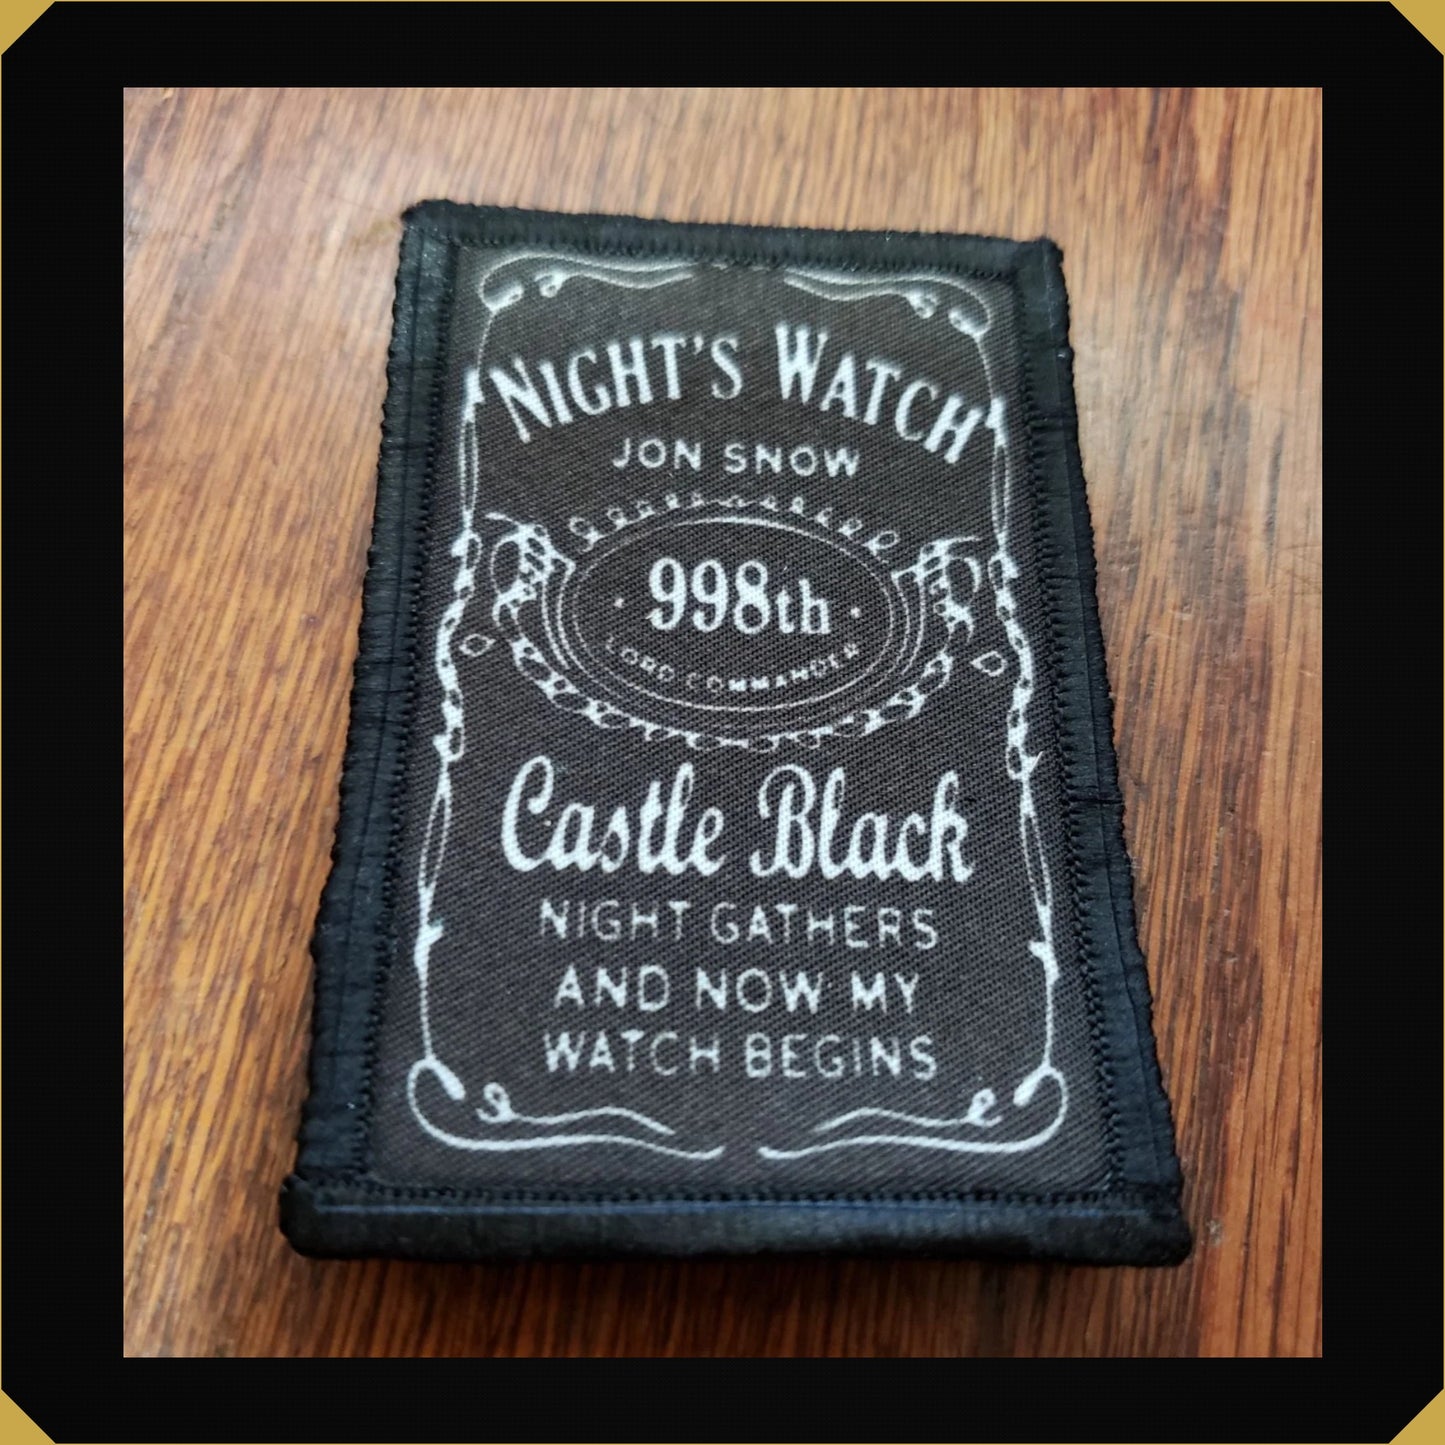 NIGHT'S WATCH
JON SNOW
· 998th ·
LORD COMMANDER
Castle Black
NIGHT GATHERS
AND NOW MY
WATCH BEGINS